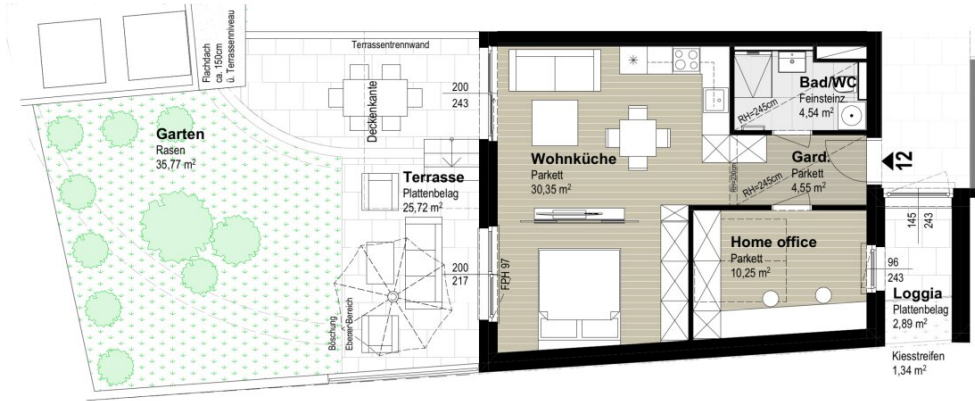 Flachdach
ca. 150cm
ü. Terrassenniveau
Terrassentrennwand
Deckenkante
200
243
Garten
Rasen
35,77 m²
Terrasse
Plattenbelag
25,72 m²
200
217
FPH 97
Böschung
Ebener Bereich
Wohnküche
Parkett
30,35 m²
Bad/WC
Feinsteinz.
4,54 m²
RH=245cm
Gard.
Parkett
4,55 m²
RH=245cm
12
Home office
Parkett
10,25 m²
145
243
96
243
Loggia
Plattenbelag
2,89 m²
Kiesstreifen
1,34 m²